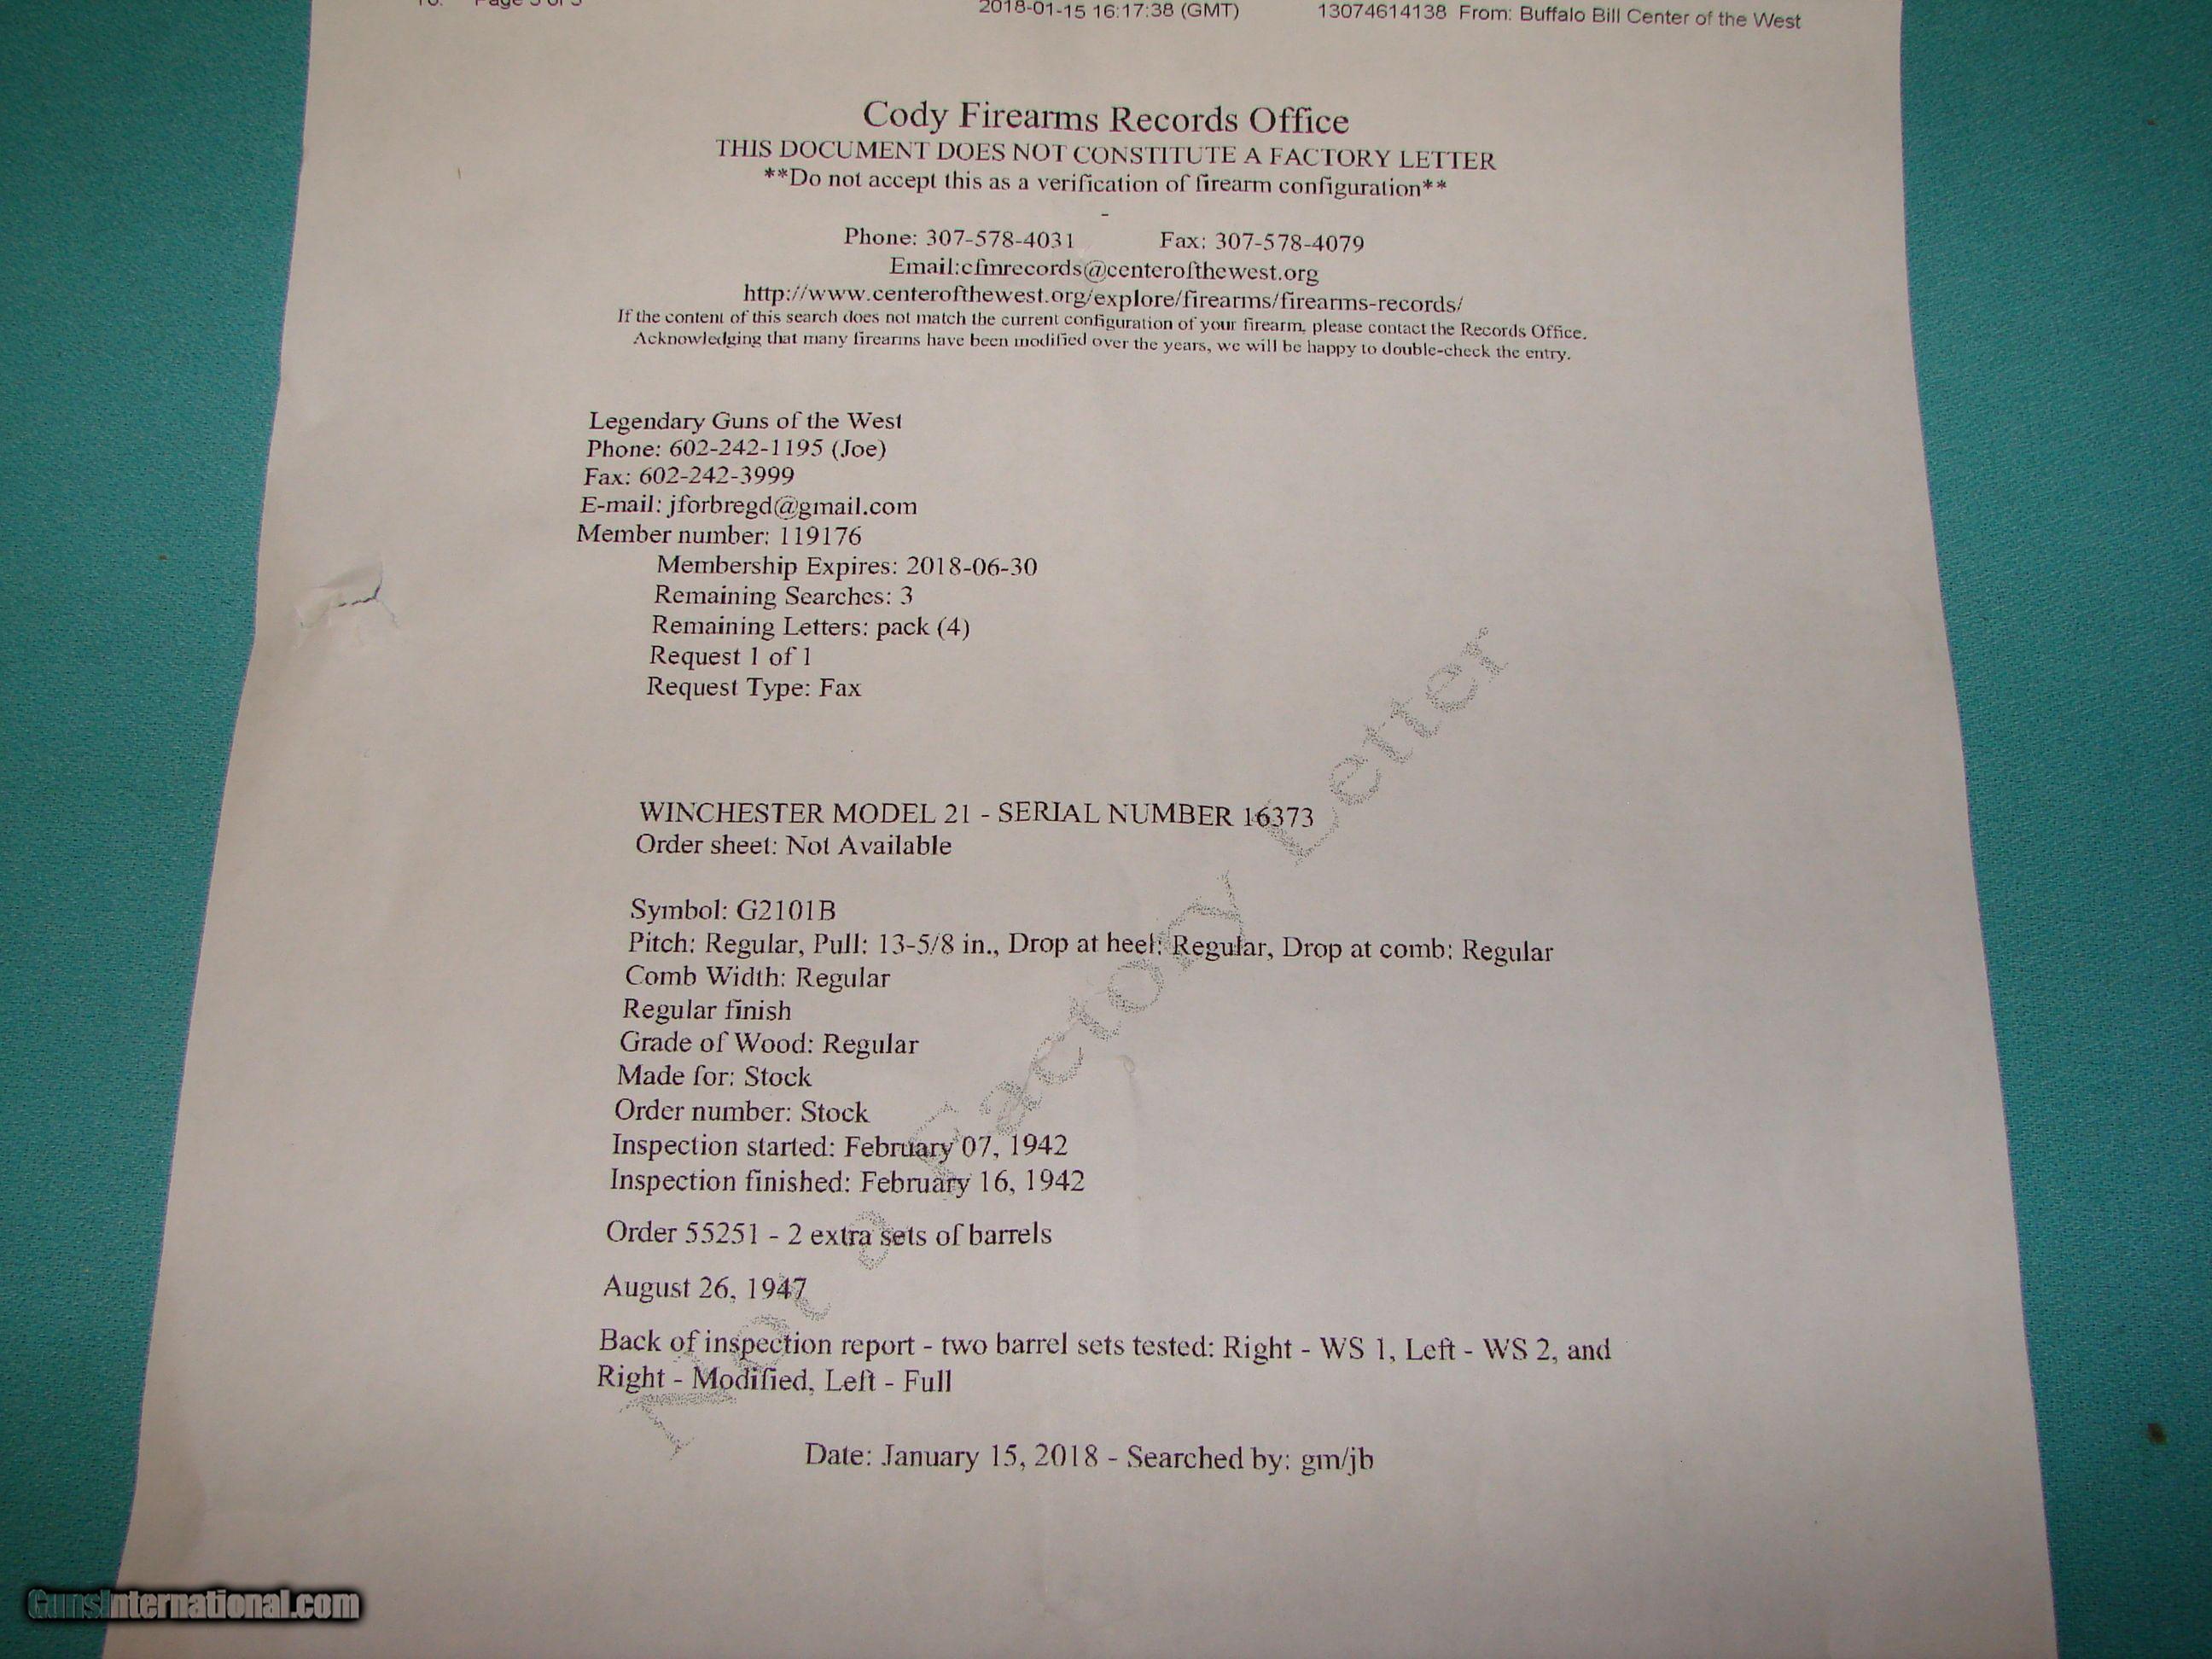 To: Page 3 of 3 2018-01-15 16:17:38 (GMT) 13074614138 From: Buffalo Bill Center of the West
Cody Firearms Records Office
THIS DOCUMENT DOES NOT CONSTITUTE A FACTORY LETTER
**Do not accept this as a verification of firearm configuration**
-
Phone: 307-578-4031 Fax: 307-578-4079
Email:cfmrecords@centerofthewest.org
http://www.centerofthewest.org/explore/firearms/firearms-records/
If the content of this search does not match the current configuration of your firearm, please contact the Records Office.
Acknowledging that many firearms have been modified over the years, we will be happy to double-check the entry.
Legendary Guns of the West
Phone: 602-242-1195 (Joe)
Fax: 602-242-3999
E-mail: jforbregd@gmail.com
Member number: 119176
Membership Expires: 2018-06-30
Remaining Searches: 3
Remaining Letters: pack (4)
Request 1 of 1
Request Type: Fax
WINCHESTER MODEL 21 - SERIAL NUMBER 16373
Order sheet: Not Available
Symbol: G2101B
Pitch: Regular, Pull: 13-5/8 in., Drop at heel: Regular, Drop at comb: Regular
Comb Width: Regular
Regular finish
Grade of Wood: Regular
Made for: Stock
Order number: Stock
Inspection started: February 07, 1942
Inspection finished: February 16, 1942
Order 55251 - 2 extra sets of barrels
August 26, 1947
Back of inspection report - two barrel sets tested: Right - WS 1, Left - WS 2, and
Right - Modified, Left - Full
Date: January 15, 2018 - Searched by: gm/jb
Factory Letter
GunsInternational.com